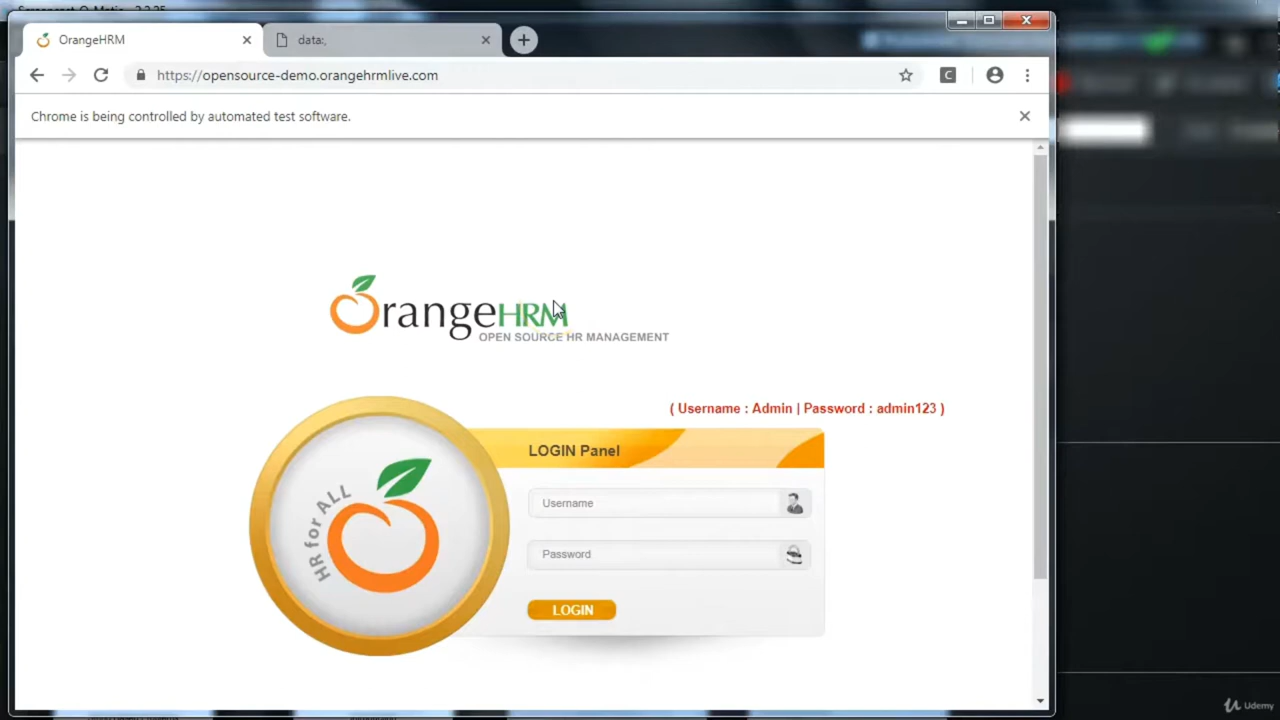 OrangeHRM
data:,
https://opensource-demo.orangehrmlive.com
C
Chrome is being controlled by automated test software.
OrangeHRM
OPEN SOURCE HR MANAGEMENT
( Username : Admin | Password : admin123 )
LOGIN Panel
HR for ALL
Username
Password
LOGIN
Udemy